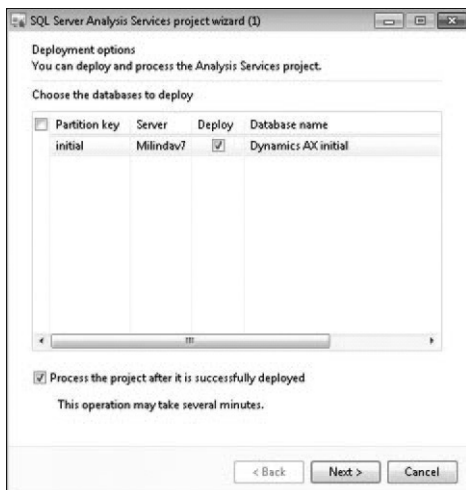 SQL Server Analysis Services project wizard (1)
Deployment options
You can deploy and process the Analysis Services project.
Choose the databases to deploy
Partition key Server Deploy Database name
initial Milindav7 Dynamics AX initial
Process the project after it is successfully deployed
This operation may take several minutes.
< Back Next > Cancel